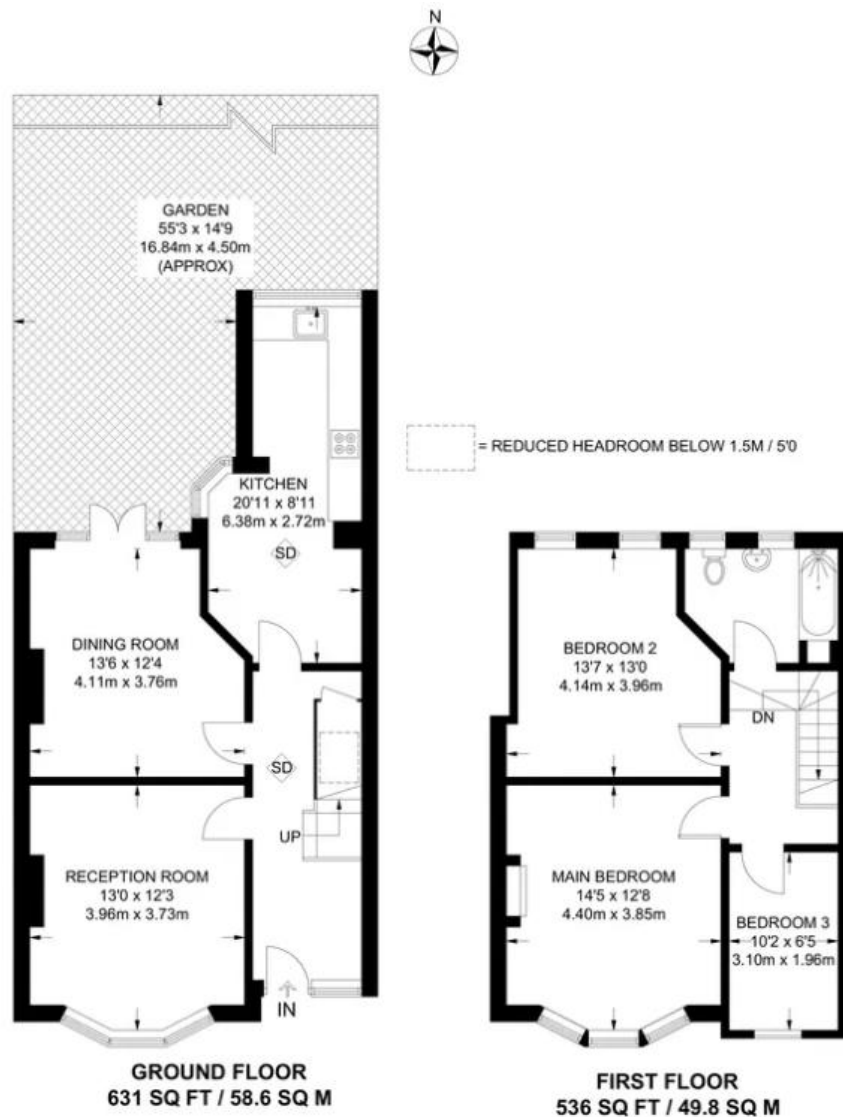 N
GARDEN
55'3 x 14'9
16.84m x 4.50m
(APPROX)
= REDUCED HEADROOM BELOW 1.5M / 5'0
KITCHEN
20'11 x 8'11
6.38m x 2.72m
SD
DINING ROOM
13'6 x 12'4
4.11m x 3.76m
SD
UP
RECEPTION ROOM
13'0 x 12'3
3.96m x 3.73m
IN
GROUND FLOOR
631 SQ FT / 58.6 SQ M
BEDROOM 2
13'7 x 13'0
4.14m x 3.96m
DN
MAIN BEDROOM
14'5 x 12'8
4.40m x 3.85m
BEDROOM 3
10'2 x 6'5
3.10m x 1.96m
FIRST FLOOR
536 SQ FT / 49.8 SQ M